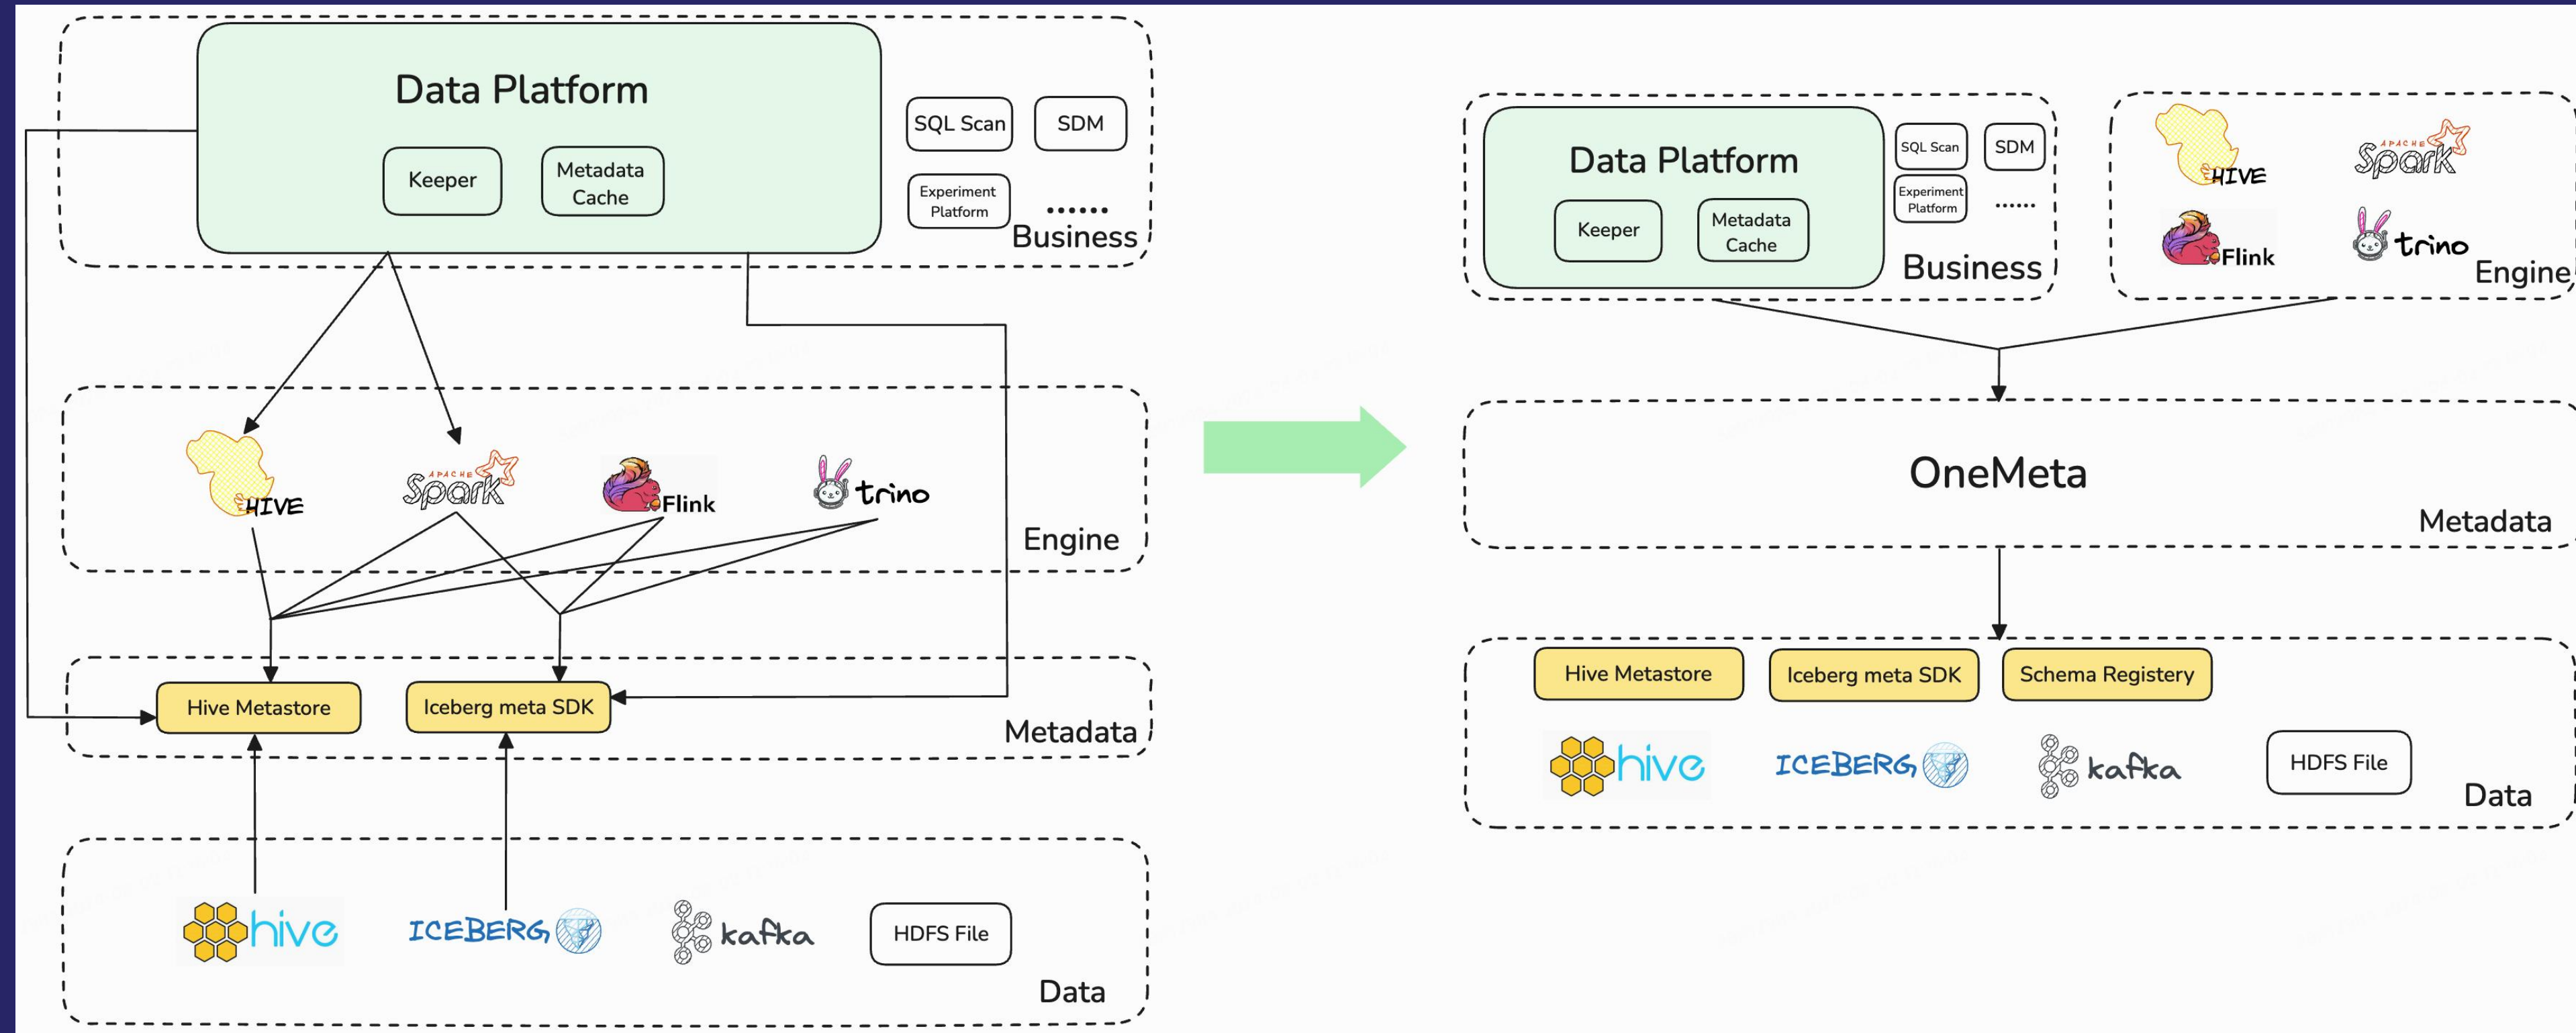 Data Platform
Keeper
Metadata
Cache
SQL Scan
SDM
Experiment
Platform
......
Business
HIVE
APACHE
Spark
Flink
trino
Engine
Hive Metastore
Iceberg meta SDK
Metadata
hive
ICEBERG
kafka
HDFS File
Data
Data Platform
Keeper
Metadata
Cache
SQL Scan
SDM
Experiment
Platform
......
Business
HIVE
APACHE
Spark
Flink
trino
Engine
OneMeta
Metadata
Hive Metastore
Iceberg meta SDK
Schema Registery
hive
ICEBERG
kafka
HDFS File
Data